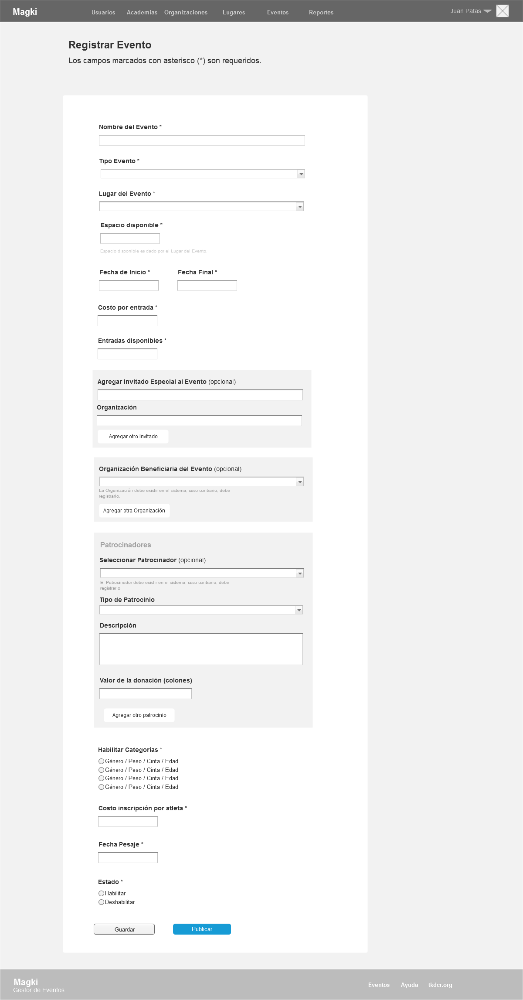 Magki
Usuarios Academias Organizaciones Lugares Eventos Reportes
Juan Patas
Registrar Evento
Los campos marcados con asterisco (*) son requeridos.
Nombre del Evento *
Tipo Evento *
Lugar del Evento *
Espacio disponible *
Espacio disponible es dado por el Lugar del Evento.
Fecha de Inicio * Fecha Final *
Costo por entrada *
Entradas disponibles *
Agregar Invitado Especial al Evento (opcional)
Organización
Agregar otro Invitado
Organización Beneficiaria del Evento (opcional)
La Organización debe existir en el sistema, caso contrario, debe
registrarlo.
Agregar otra Organización
Patrocinadores
Seleccionar Patrocinador (opcional)
El Patrocinador debe existir en el sistema, caso contrario, debe
registrarlo.
Tipo de Patrocinio
Descripción
Valor de la donación (colones)
Agregar otro patrocinio
Habilitar Categorías *
Género / Peso / Cinta / Edad
Género / Peso / Cinta / Edad
Género / Peso / Cinta / Edad
Género / Peso / Cinta / Edad
Costo inscripción por atleta *
Fecha Pesaje *
Estado *
Habilitar
Deshabilitar
Guardar Publicar
Magki
Gestor de Eventos
Eventos Ayuda tkdcr.org